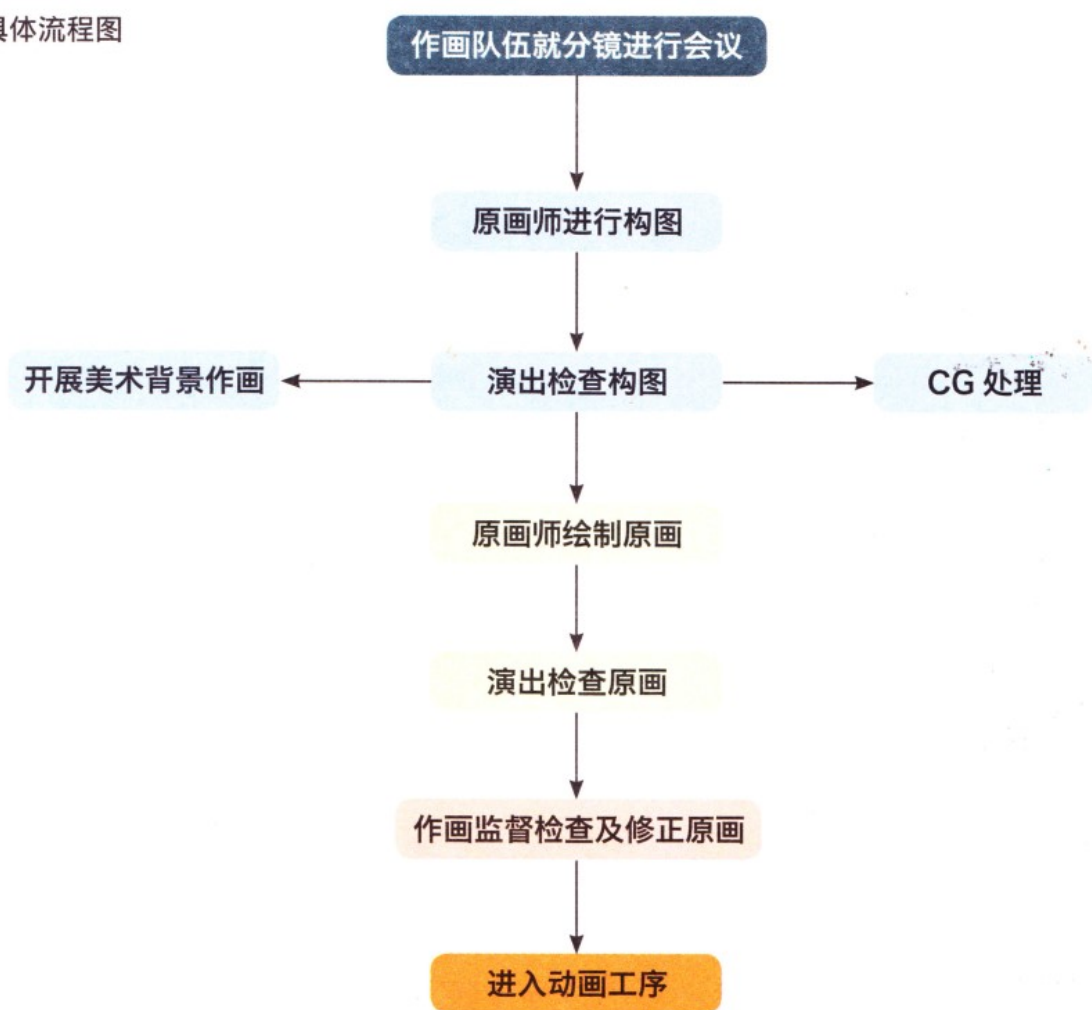 具体流程图
作画队伍就分镜进行会议
原画师进行构图
开展美术背景作画
演出检查构图
CG 处理
原画师绘制原画
演出检查原画
作画监督检查及修正原画
进入动画工序